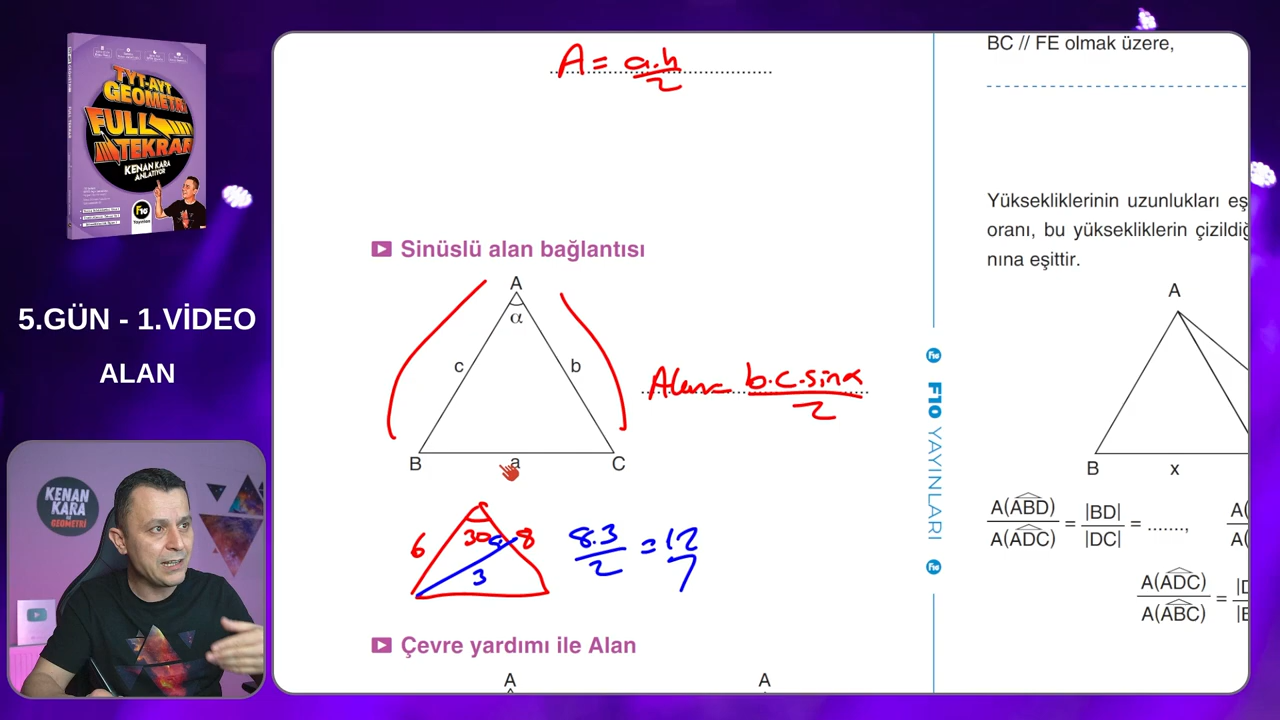 TYT-AYT
GEOMETRİ
FULL
TEKRAR
KENAN KARA
ANLATIYOR
F10
Yayınları
5.GÜN - 1.VİDEO
ALAN
KENAN
KARA
GEOMETRİ
A = a.h / 2
Sinüslü alan bağlantısı
A
α
c
b
B
a
C
Alan = b.c.sinα / 2
6
30
8
3
8.3 / 2 = 12
Çevre yardımı ile Alan
A
A
F10 YAYINLARI
BC // FE olmak üzere,
Yüksekliklerinin uzunlukları eş
oranı, bu yüksekliklerin çizildiğ
nına eşittir.
A
B
x
A(ABD) / A(ADC) = |BD| / |DC| = .......,
A(
A(
A(ADC) / A(ABC) = |D